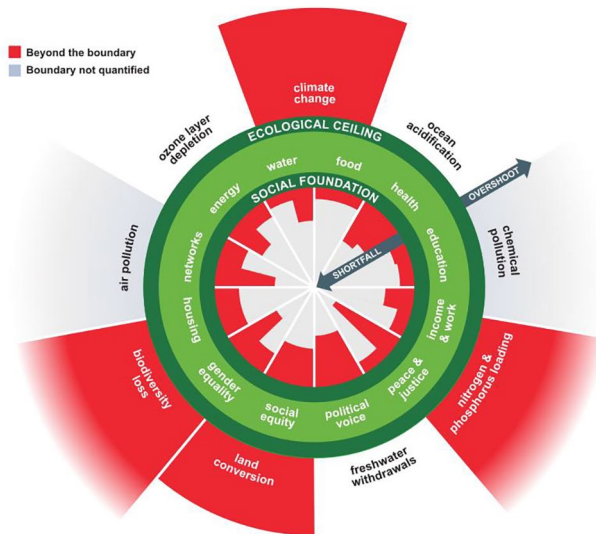 Beyond the boundary
Boundary not quantified
climate
change
ozone layer
depletion
ocean
acidification
ECOLOGICAL CEILING
OVERSHOOT
water
food
energy
health
SOCIAL FOUNDATION
networks
education
SHORTFALL
air pollution
chemical
pollution
housing
income
& work
gender
equality
peace &
justice
social
equity
political
voice
biodiversity
loss
nitrogen &
phosphorus loading
land
conversion
freshwater
withdrawals